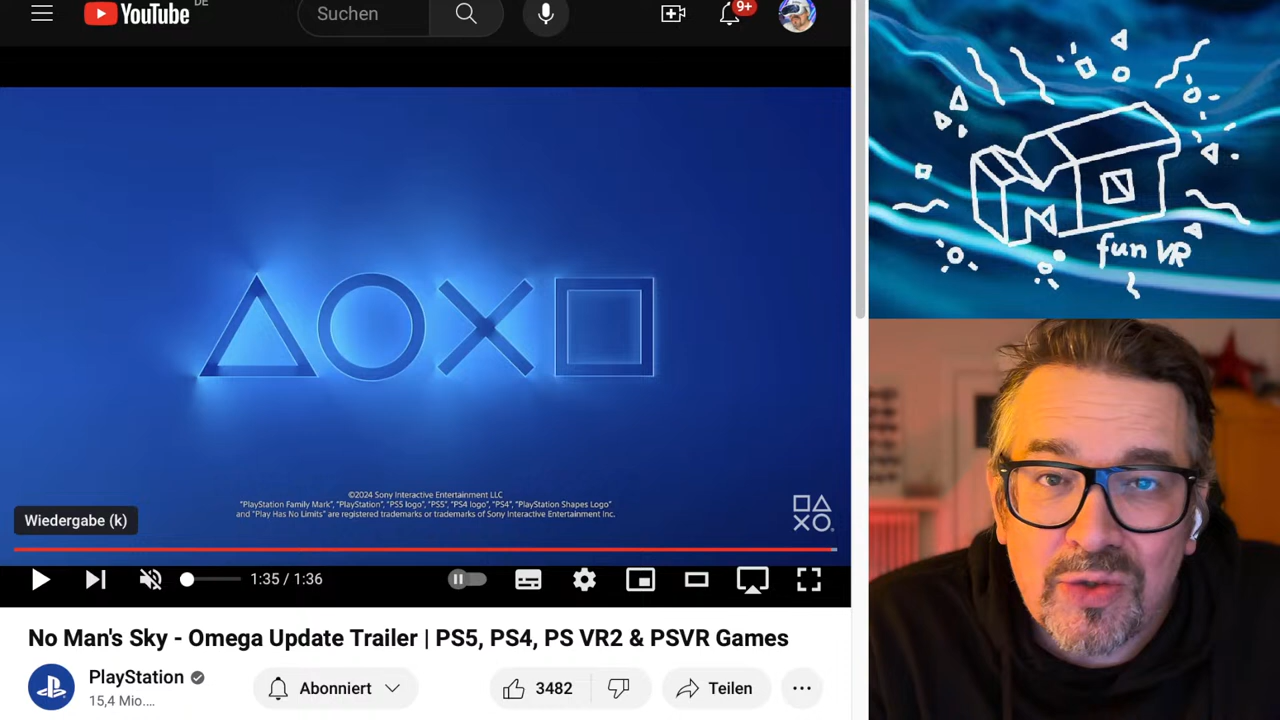 DE
YouTube
Suchen
9+
fun VR
©2024 Sony Interactive Entertainment LLC
"PlayStation Family Mark", "PlayStation", "PS5 logo", "PS5", "PS4 logo", "PS4", "PlayStation Shapes Logo"
and "Play Has No Limits" are registered trademarks or trademarks of Sony Interactive Entertainment Inc.
Wiedergabe (k)
1:35 / 1:36
No Man's Sky - Omega Update Trailer | PS5, PS4, PS VR2 & PSVR Games
PlayStation
15,4 Mio....
Abonniert
3482
Teilen